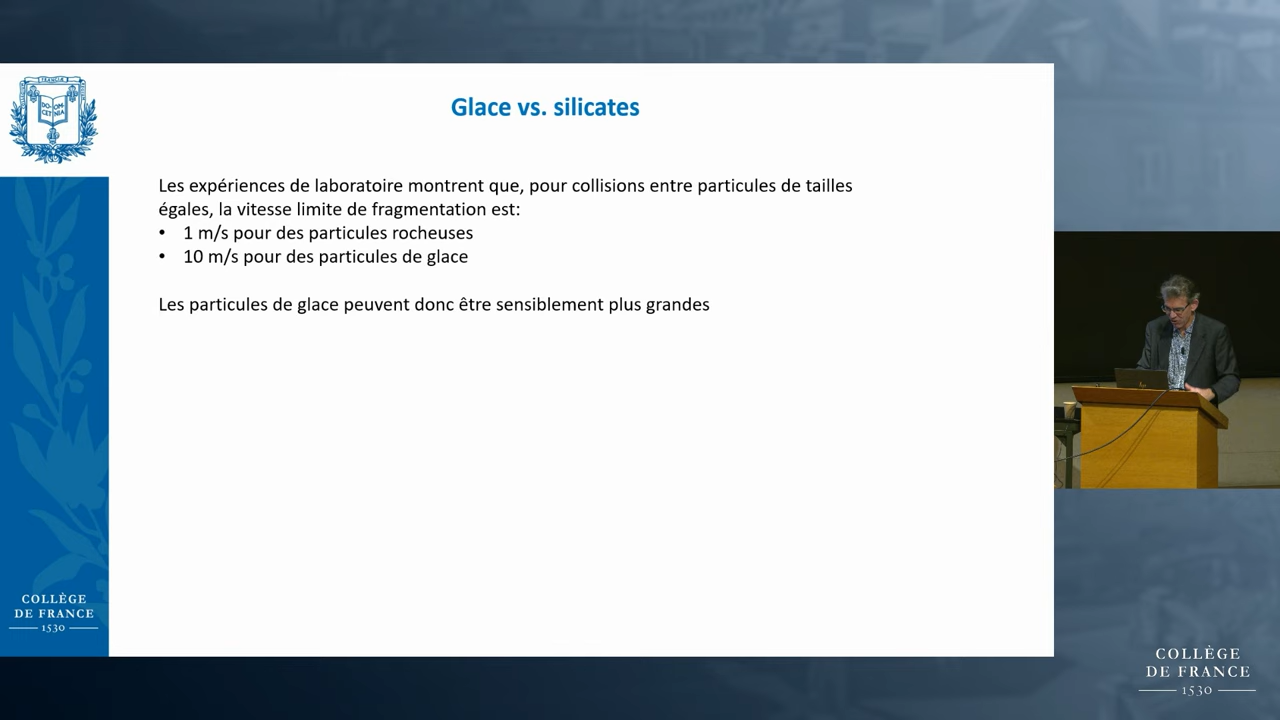 Glace vs. silicates
Les expériences de laboratoire montrent que, pour collisions entre particules de tailles
égales, la vitesse limite de fragmentation est:
• 1 m/s pour des particules rocheuses
• 10 m/s pour des particules de glace
Les particules de glace peuvent donc être sensiblement plus grandes
COLLÈGE
DE FRANCE
1530
COLLÈGE
DE FRANCE
1530